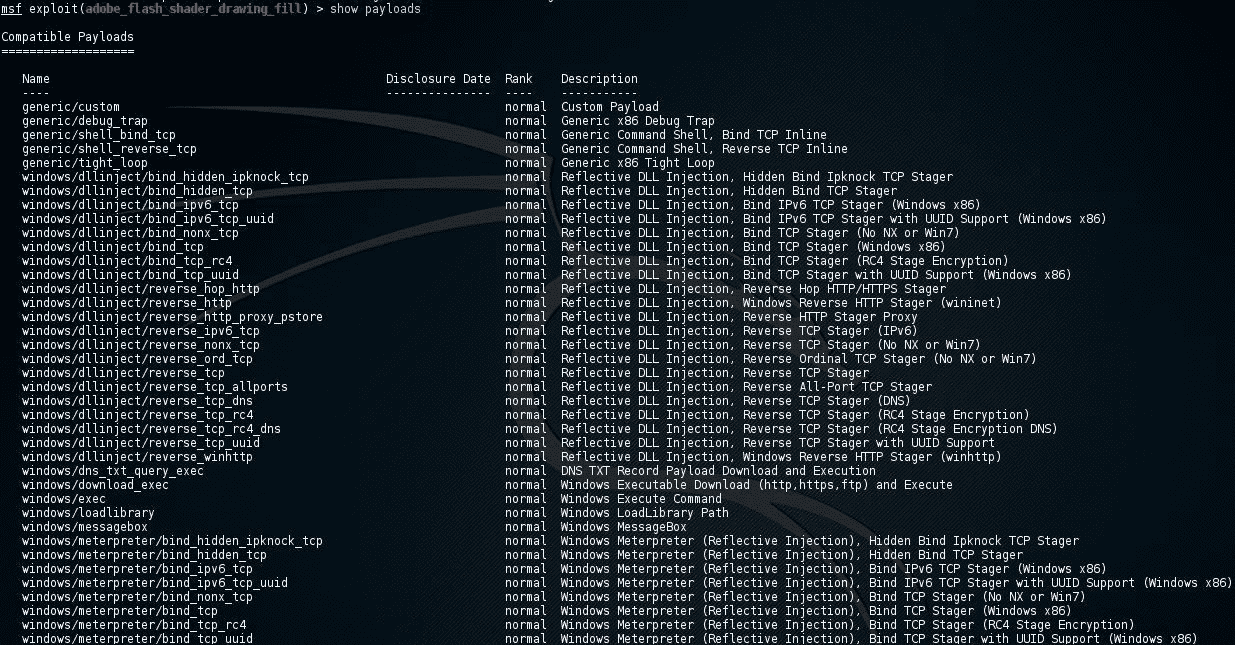 msf exploit(adobe_flash_shader_drawing_fill) > show payloads
Compatible Payloads
===================
Name Disclosure Date Rank Description
---- --------------- ---- -----------
generic/custom normal Custom Payload
generic/debug_trap normal Generic x86 Debug Trap
generic/shell_bind_tcp normal Generic Command Shell, Bind TCP Inline
generic/shell_reverse_tcp normal Generic Command Shell, Reverse TCP Inline
generic/tight_loop normal Generic x86 Tight Loop
windows/dllinject/bind_hidden_ipknock_tcp normal Reflective DLL Injection, Hidden Bind Ipknock TCP Stager
windows/dllinject/bind_hidden_tcp normal Reflective DLL Injection, Hidden Bind TCP Stager
windows/dllinject/bind_ipv6_tcp normal Reflective DLL Injection, Bind IPv6 TCP Stager (Windows x86)
windows/dllinject/bind_ipv6_tcp_uuid normal Reflective DLL Injection, Bind IPv6 TCP Stager with UUID Support (Windows x86)
windows/dllinject/bind_nonx_tcp normal Reflective DLL Injection, Bind TCP Stager (No NX or Win7)
windows/dllinject/bind_tcp normal Reflective DLL Injection, Bind TCP Stager (Windows x86)
windows/dllinject/bind_tcp_rc4 normal Reflective DLL Injection, Bind TCP Stager (RC4 Stage Encryption)
windows/dllinject/bind_tcp_uuid normal Reflective DLL Injection, Bind TCP Stager with UUID Support (Windows x86)
windows/dllinject/reverse_hop_http normal Reflective DLL Injection, Reverse Hop HTTP/HTTPS Stager
windows/dllinject/reverse_http normal Reflective DLL Injection, Windows Reverse HTTP Stager (wininet)
windows/dllinject/reverse_http_proxy_pstore normal Reflective DLL Injection, Reverse HTTP Stager Proxy
windows/dllinject/reverse_ipv6_tcp normal Reflective DLL Injection, Reverse TCP Stager (IPv6)
windows/dllinject/reverse_nonx_tcp normal Reflective DLL Injection, Reverse TCP Stager (No NX or Win7)
windows/dllinject/reverse_ord_tcp normal Reflective DLL Injection, Reverse Ordinal TCP Stager (No NX or Win7)
windows/dllinject/reverse_tcp normal Reflective DLL Injection, Reverse TCP Stager
windows/dllinject/reverse_tcp_allports normal Reflective DLL Injection, Reverse All-Port TCP Stager
windows/dllinject/reverse_tcp_dns normal Reflective DLL Injection, Reverse TCP Stager (DNS)
windows/dllinject/reverse_tcp_rc4 normal Reflective DLL Injection, Reverse TCP Stager (RC4 Stage Encryption)
windows/dllinject/reverse_tcp_rc4_dns normal Reflective DLL Injection, Reverse TCP Stager (RC4 Stage Encryption DNS)
windows/dllinject/reverse_tcp_uuid normal Reflective DLL Injection, Reverse TCP Stager with UUID Support
windows/dllinject/reverse_winhttp normal Reflective DLL Injection, Windows Reverse HTTP Stager (winhttp)
windows/dns_txt_query_exec normal DNS TXT Record Payload Download and Execution
windows/download_exec normal Windows Executable Download (http,https,ftp) and Execute
windows/exec normal Windows Execute Command
windows/loadlibrary normal Windows LoadLibrary Path
windows/messagebox normal Windows MessageBox
windows/meterpreter/bind_hidden_ipknock_tcp normal Windows Meterpreter (Reflective Injection), Hidden Bind Ipknock TCP Stager
windows/meterpreter/bind_hidden_tcp normal Windows Meterpreter (Reflective Injection), Hidden Bind TCP Stager
windows/meterpreter/bind_ipv6_tcp normal Windows Meterpreter (Reflective Injection), Bind IPv6 TCP Stager (Windows x86)
windows/meterpreter/bind_ipv6_tcp_uuid normal Windows Meterpreter (Reflective Injection), Bind IPv6 TCP Stager with UUID Support (Windows x86)
windows/meterpreter/bind_nonx_tcp normal Windows Meterpreter (Reflective Injection), Bind TCP Stager (No NX or Win7)
windows/meterpreter/bind_tcp normal Windows Meterpreter (Reflective Injection), Bind TCP Stager (Windows x86)
windows/meterpreter/bind_tcp_rc4 normal Windows Meterpreter (Reflective Injection), Bind TCP Stager (RC4 Stage Encryption)
windows/meterpreter/bind_tcp_uuid normal Windows Meterpreter (Reflective Injection), Bind TCP Stager with UUID Support (Windows x86)